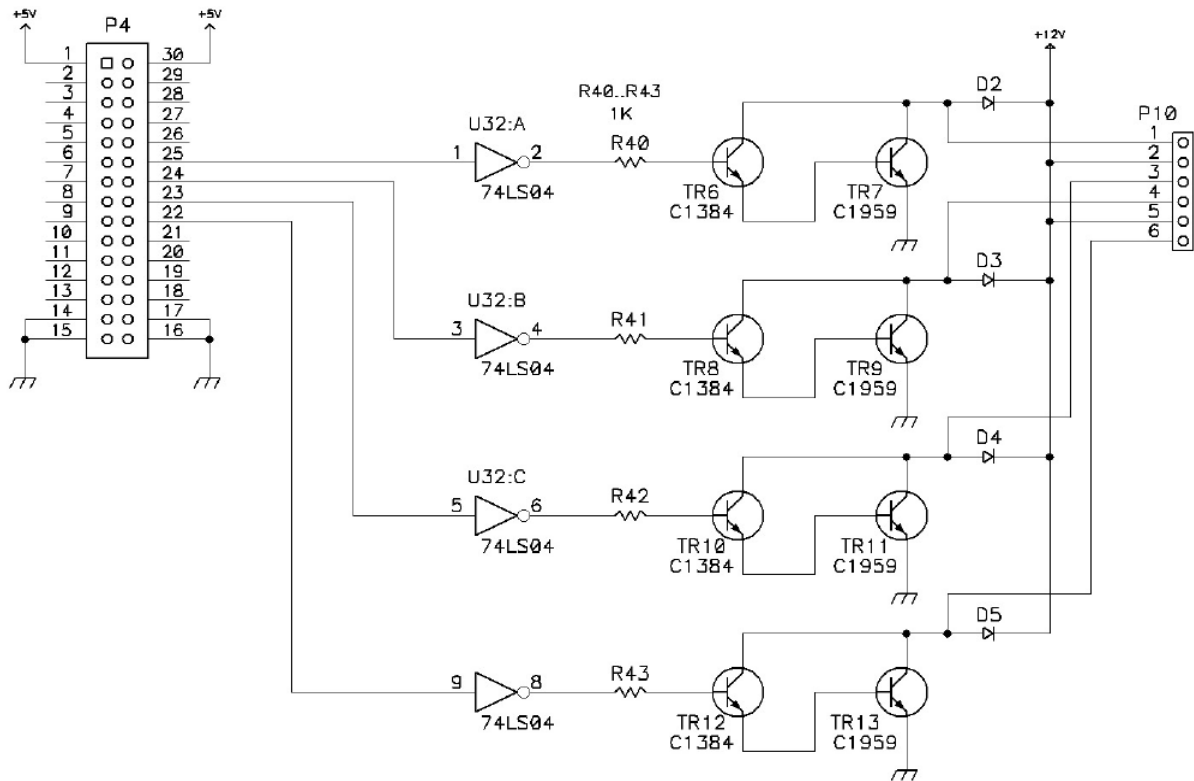 +5V
+5V
P4
1 30
2 29
3 28
4 27
5 26
6 25
7 24
8 23
9 22
10 21
11 20
12 19
13 18
14 17
15 16
+12V
R40..R43
1K
D2
P10
U32:A
R40
1 2
74LS04
TR6
C1384
TR7
C1959
1
2
3
4
5
6
D3
U32:B
R41
3 4
74LS04
TR8
C1384
TR9
C1959
D4
U32:C
R42
5 6
74LS04
TR10
C1384
TR11
C1959
D5
R43
9 8
74LS04
TR12
C1384
TR13
C1959